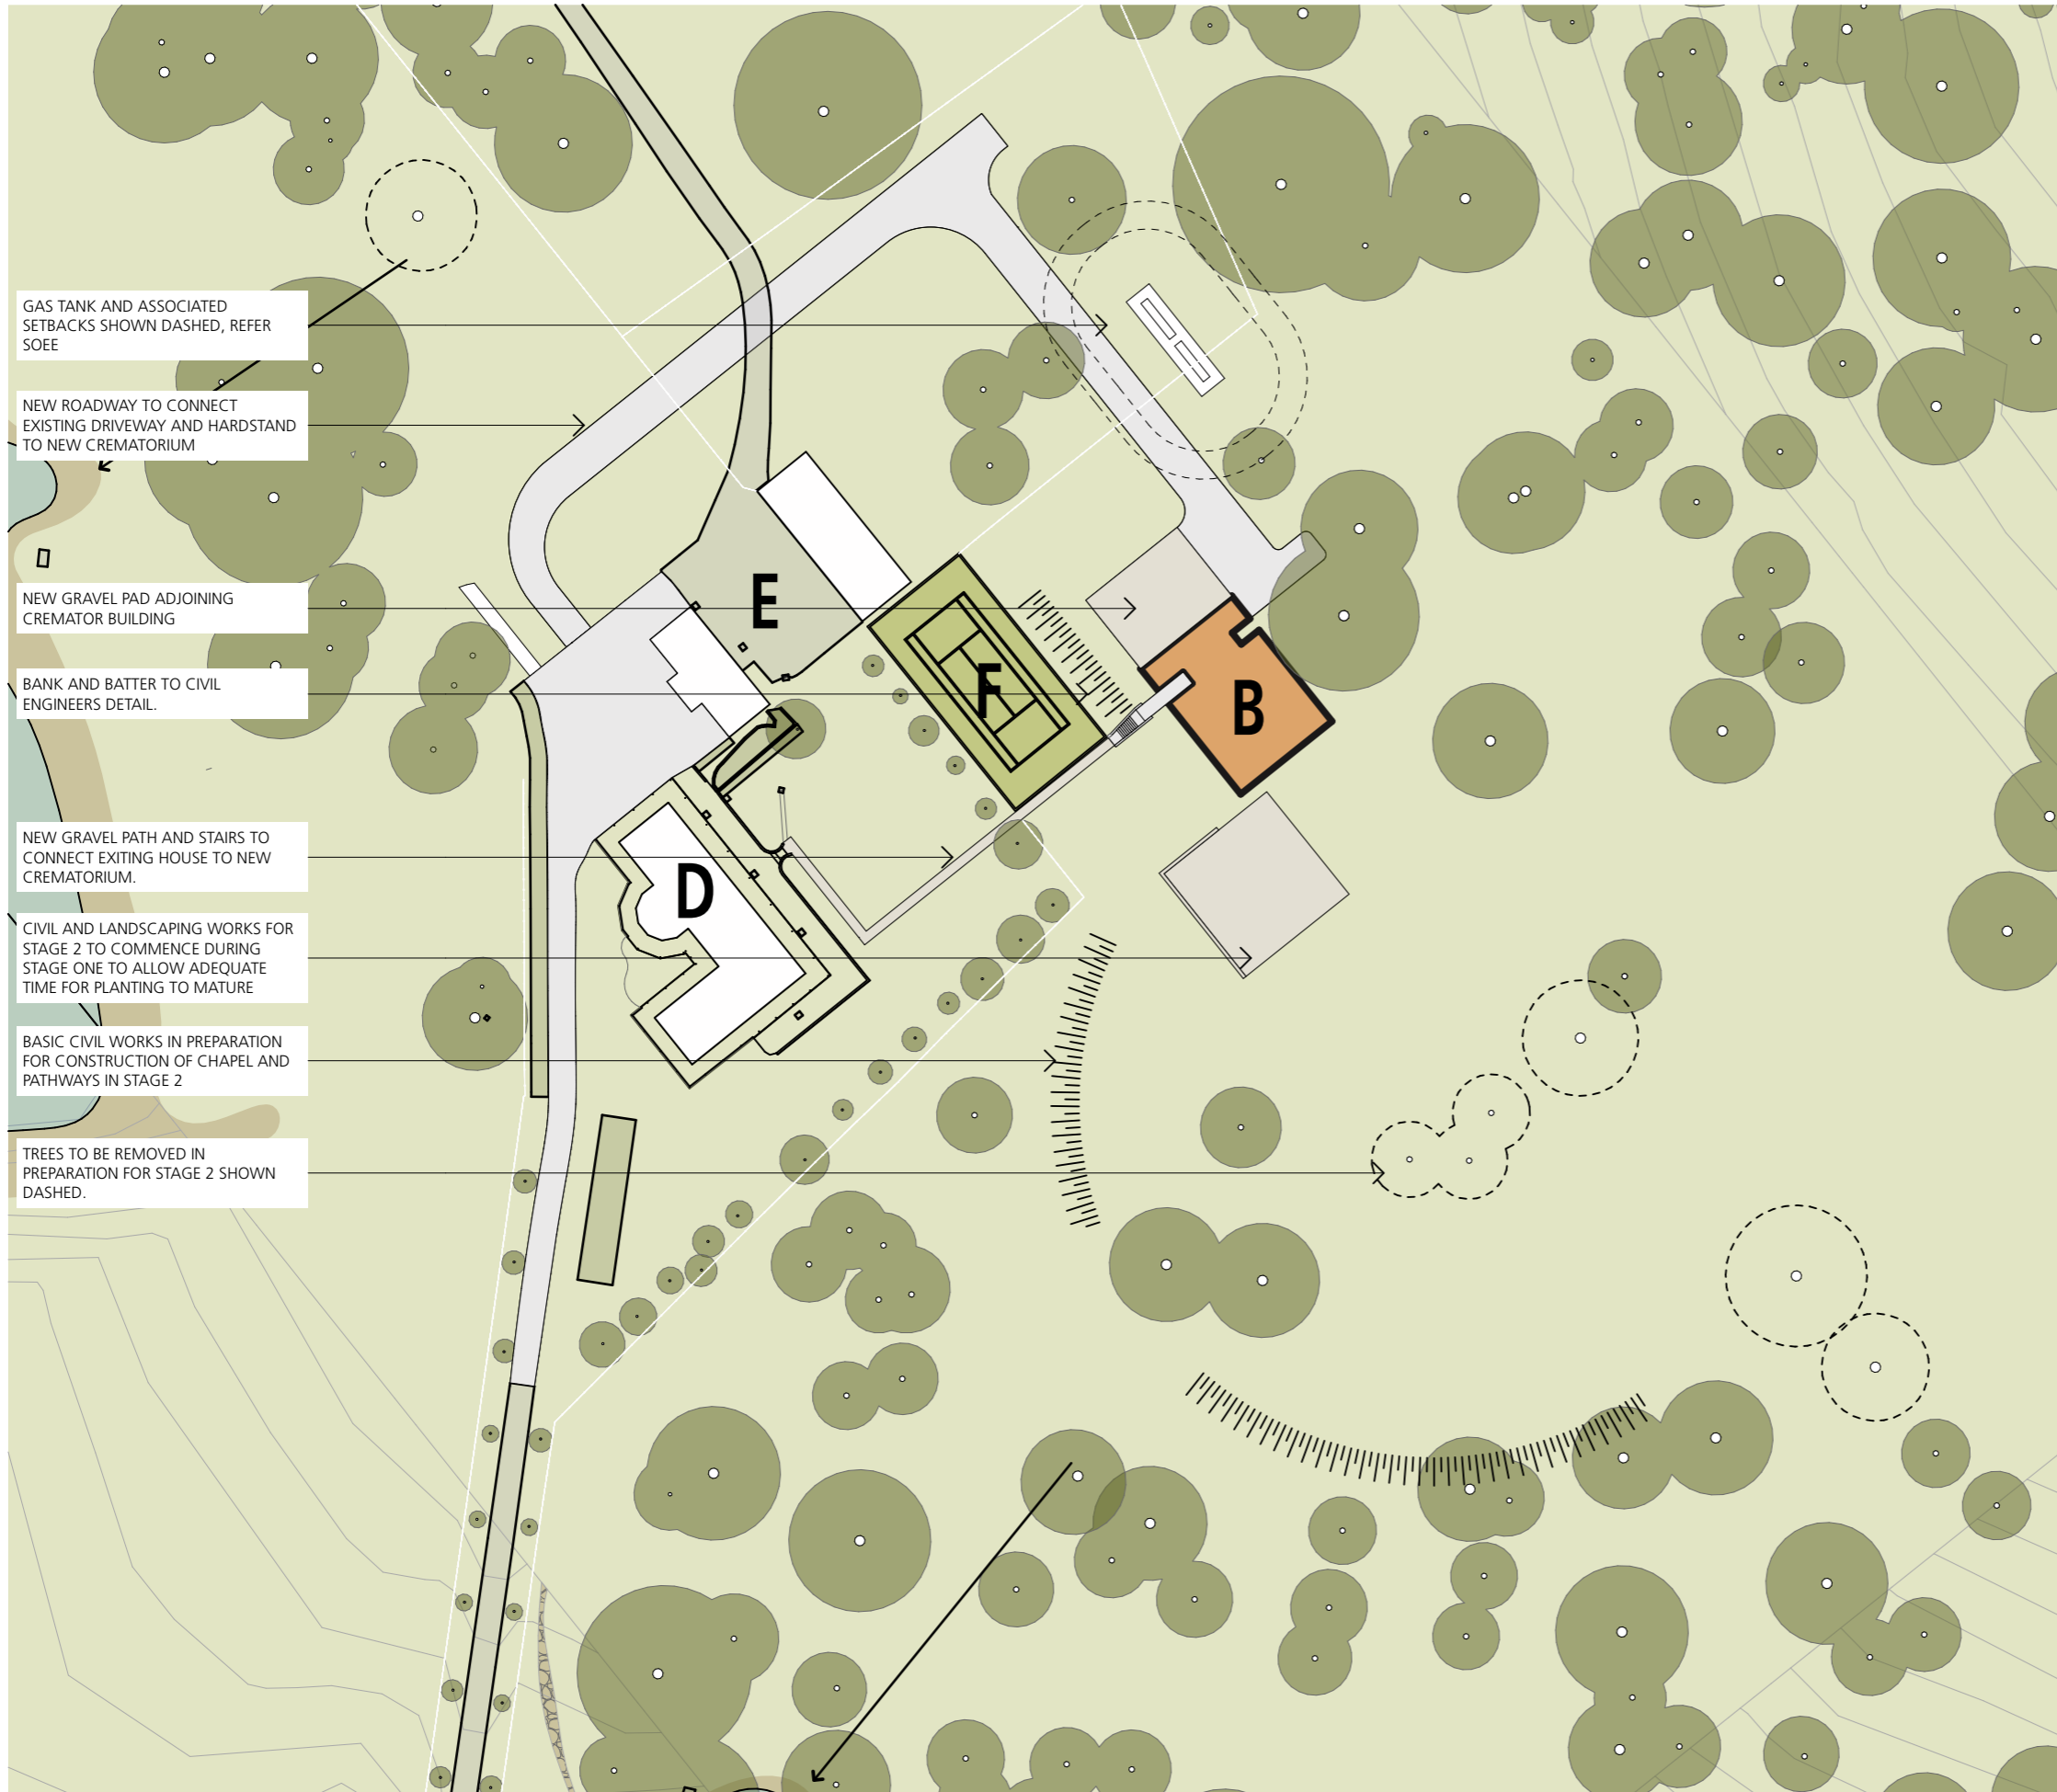 GAS TANK AND ASSOCIATED
SETBACKS SHOWN DASHED, REFER
SOEE
NEW ROADWAY TO CONNECT
EXISTING DRIVEWAY AND HARDSTAND
TO NEW CREMATORIUM
NEW GRAVEL PAD ADJOINING
CREMATOR BUILDING
BANK AND BATTER TO CIVIL
ENGINEERS DETAIL.
NEW GRAVEL PATH AND STAIRS TO
CONNECT EXITING HOUSE TO NEW
CREMATORIUM.
CIVIL AND LANDSCAPING WORKS FOR
STAGE 2 TO COMMENCE DURING
STAGE ONE TO ALLOW ADEQUATE
TIME FOR PLANTING TO MATURE
BASIC CIVIL WORKS IN PREPARATION
FOR CONSTRUCTION OF CHAPEL AND
PATHWAYS IN STAGE 2
TREES TO BE REMOVED IN
PREPARATION FOR STAGE 2 SHOWN
DASHED.
E
F
B
D